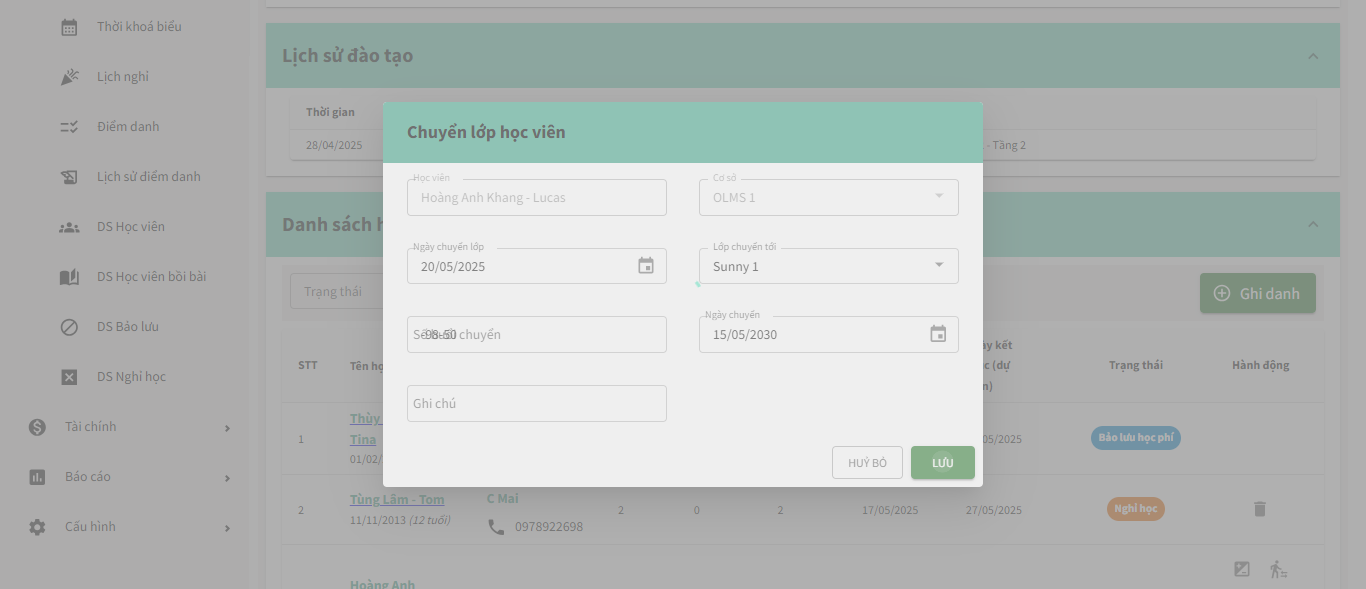 Thời khoá biểu
Lịch nghỉ
Điểm danh
Lịch sử điểm danh
DS Học viên
DS Học viên bồi bài
DS Bảo lưu
DS Nghỉ học
Tài chính
Báo cáo
Cấu hình
Lịch sử đào tạo
Thời gian
28/04/2025
- Tầng 2
Danh sách h
Trạng thái
Ghi danh
STT
Tên họ
Trạng thái
Hành động
1
Thùy
Tina
01/02/
05/2025
Bảo lưu học phí
2
Tùng Lâm - Tom
11/11/2013 (12 tuổi)
C Mai
0978922698
2
0
2
17/05/2025
27/05/2025
Nghỉ học
Hoàng Anh
Chuyển lớp học viên
Học viên
Hoàng Anh Khang - Lucas
Cơ sở
OLMS 1
Ngày chuyển lớp
20/05/2025
Lớp chuyển tới
Sunny 1
Số buổi chuyển
-98-50
Ngày chuyển
15/05/2030
Ghi chú
HUỶ BỎ
LƯU